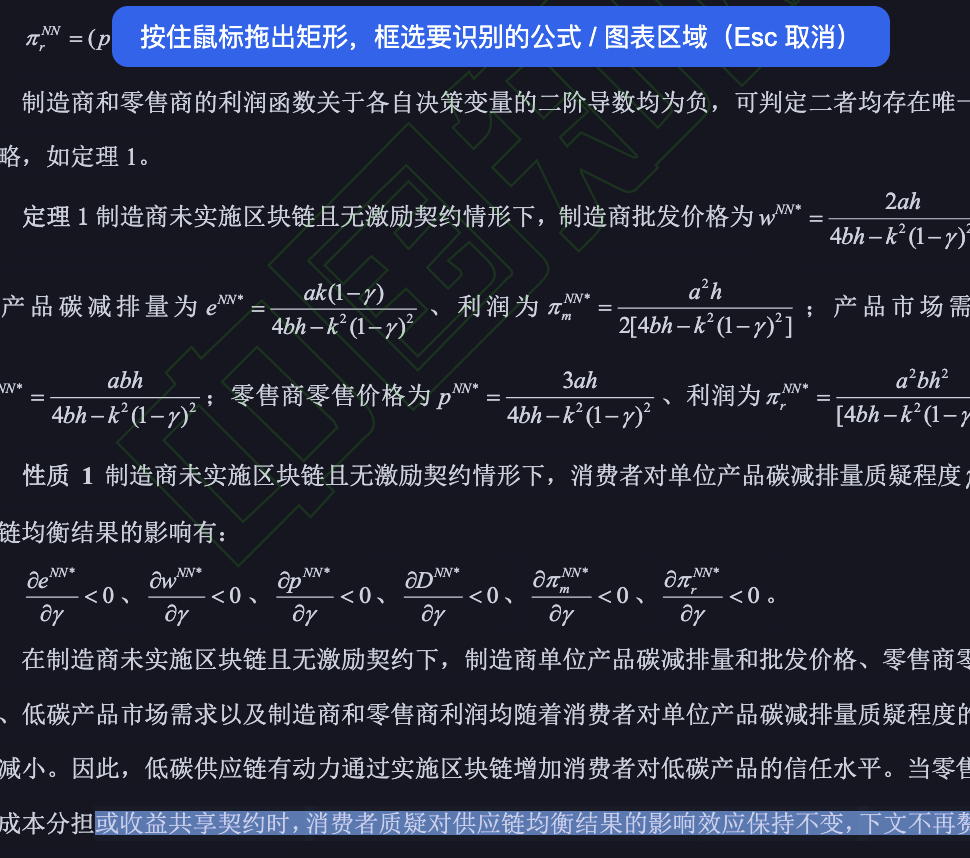 π_r^{NN} = (p
按住鼠标拖出矩形，框选要识别的公式 / 图表区域（Esc 取消）
制造商和零售商的利润函数关于各自决策变量的二阶导数均为负，可判定二者均存在唯一
略，如定理 1。
定理 1 制造商未实施区块链且无激励契约情形下，制造商批发价格为 w^{NN*} = 2ah / (4bh−k^2(1−γ)^2
产品碳减排量为 e^{NN*} = ak(1−γ) / (4bh−k^2(1−γ)^2) 、利润为 π_m^{NN*} = a^2h / (2[4bh−k^2(1−γ)^2]) ；产品市场需
^{NN*} = abh / (4bh−k^2(1−γ)^2) ；零售商零售价格为 p^{NN*} = 3ah / (4bh−k^2(1−γ)^2) 、利润为 π_r^{NN*} = a^2bh^2 / [4bh−k^2(1−γ
性质 1 制造商未实施区块链且无激励契约情形下，消费者对单位产品碳减排量质疑程度
链均衡结果的影响有：
∂e^{NN*}/∂γ < 0 、∂w^{NN*}/∂γ < 0 、∂p^{NN*}/∂γ < 0 、∂D^{NN*}/∂γ < 0 、∂π_m^{NN*}/∂γ < 0 、∂π_r^{NN*}/∂γ < 0 。
在制造商未实施区块链且无激励契约下，制造商单位产品碳减排量和批发价格、零售商零
、低碳产品市场需求以及制造商和零售商利润均随着消费者对单位产品碳减排量质疑程度的
减小。因此，低碳供应链有动力通过实施区块链增加消费者对低碳产品的信任水平。当零售
成本分担或收益共享契约时，消费者质疑对供应链均衡结果的影响效应保持不变，下文不再赘